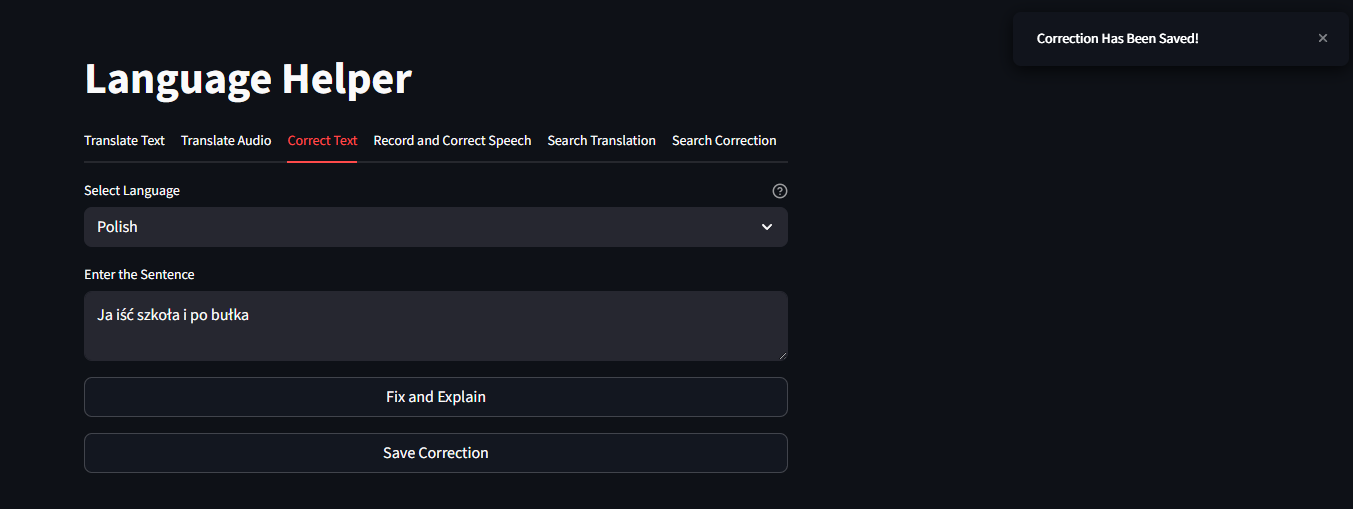 Correction Has Been Saved!
Language Helper
Translate Text Translate Audio Correct Text Record and Correct Speech Search Translation Search Correction
Select Language
Polish
Enter the Sentence
Ja iść szkoła i po bułka
Fix and Explain
Save Correction